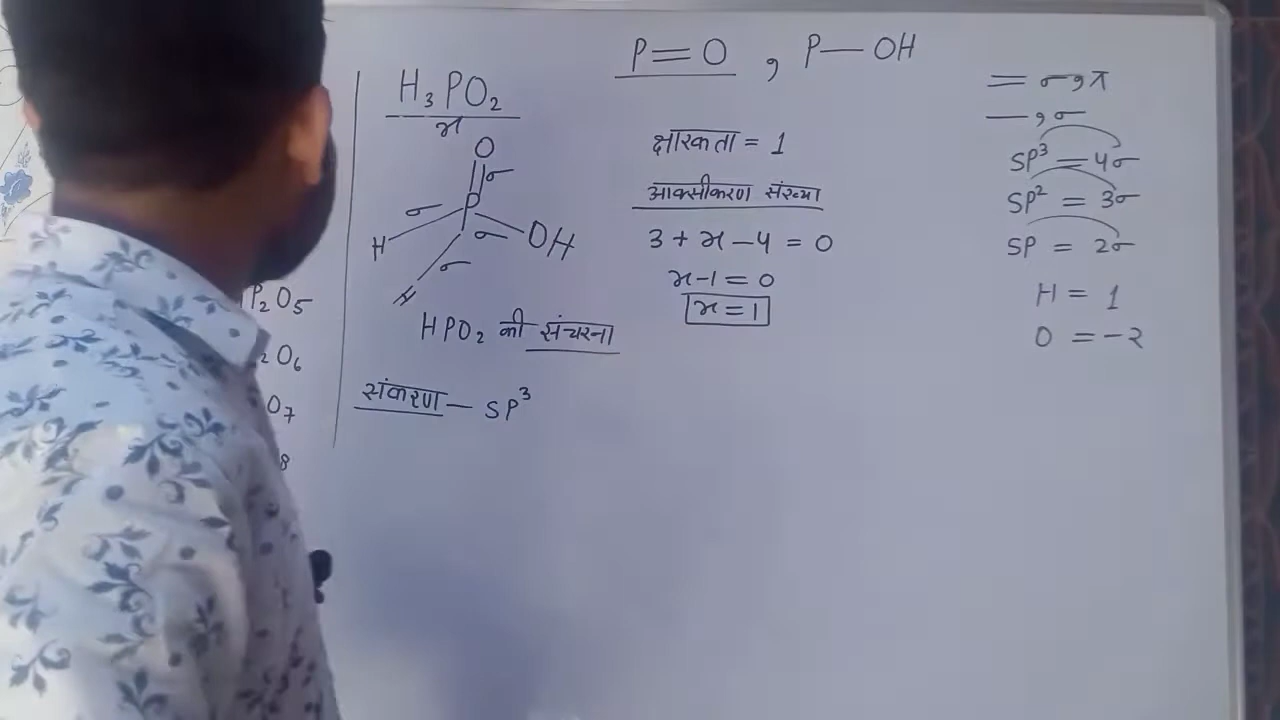 P = O , P — OH
H₃PO₂
x
O
σ
P
σ
H
σ
OH
σ
H
HPO₂ की संचरना
संकरण — SP³
क्षारकता = 1
आक्सीकरण संख्या
3 + x – 4 = 0
x – 1 = 0
x = 1
= σ, π
—, σ
SP³ = 4σ
SP² = 3σ
SP = 2σ
H = 1
O = –2
P₂O₅
₂O₆
O₇
8